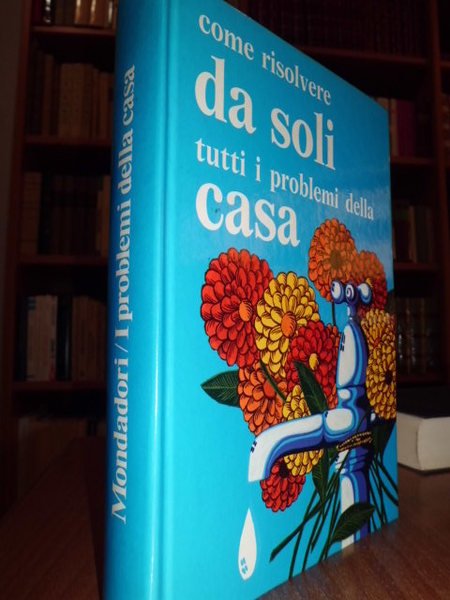 come risolvere
da soli
tutti i problemi della
casa
Mondadori / I problemi della casa